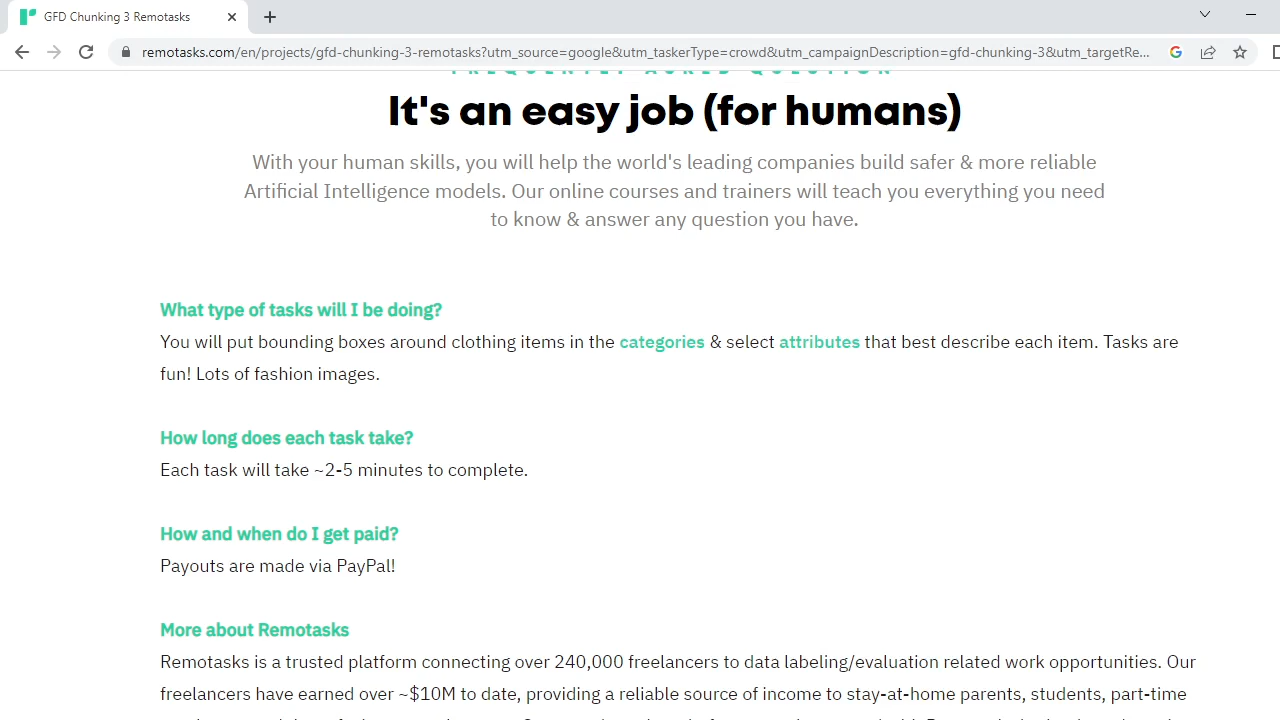 GFD Chunking 3 Remotasks
remotasks.com/en/projects/gfd-chunking-3-remotasks?utm_source=google&utm_taskerType=crowd&utm_campaignDescription=gfd-chunking-3&utm_targetRe...
FREQUENTLY ASKED QUESTION
It's an easy job (for humans)
With your human skills, you will help the world's leading companies build safer & more reliable
Artificial Intelligence models. Our online courses and trainers will teach you everything you need
to know & answer any question you have.
What type of tasks will I be doing?
You will put bounding boxes around clothing items in the categories & select attributes that best describe each item. Tasks are
fun! Lots of fashion images.
How long does each task take?
Each task will take ~2-5 minutes to complete.
How and when do I get paid?
Payouts are made via PayPal!
More about Remotasks
Remotasks is a trusted platform connecting over 240,000 freelancers to data labeling/evaluation related work opportunities. Our
freelancers have earned over ~$10M to date, providing a reliable source of income to stay-at-home parents, students, part-time